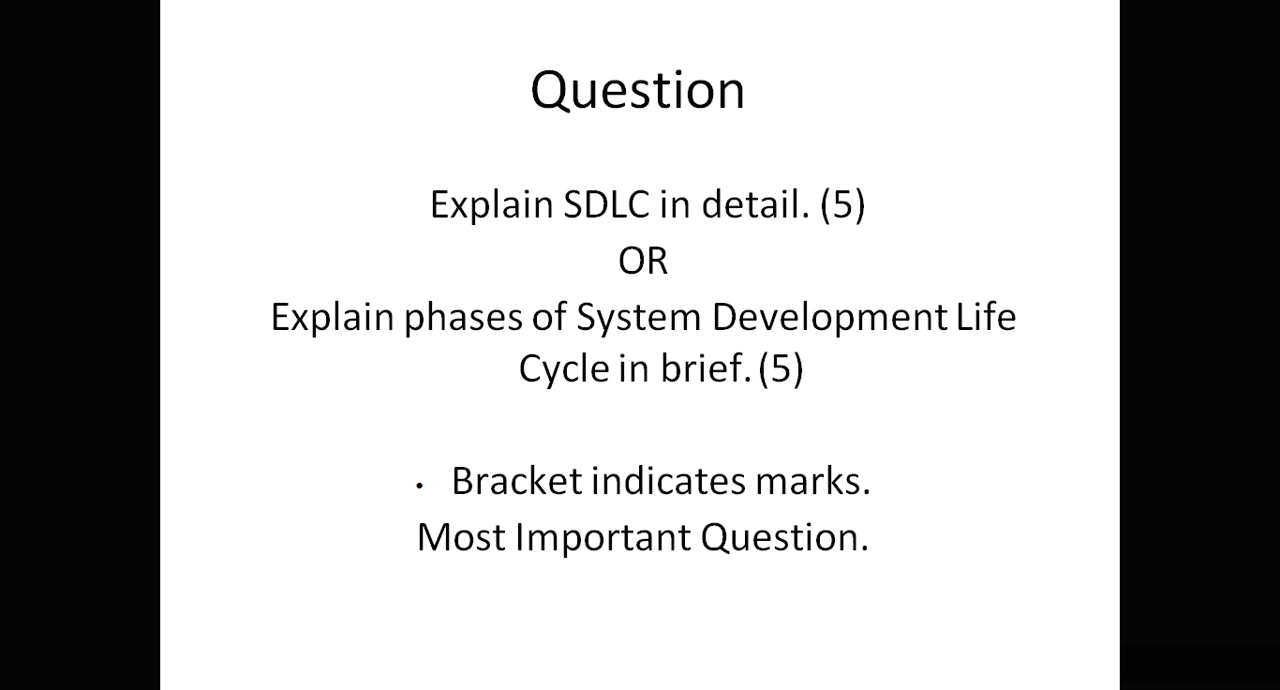 Question
Explain SDLC in detail. (5)
OR
Explain phases of System Development Life
Cycle in brief. (5)
• Bracket indicates marks.
Most Important Question.